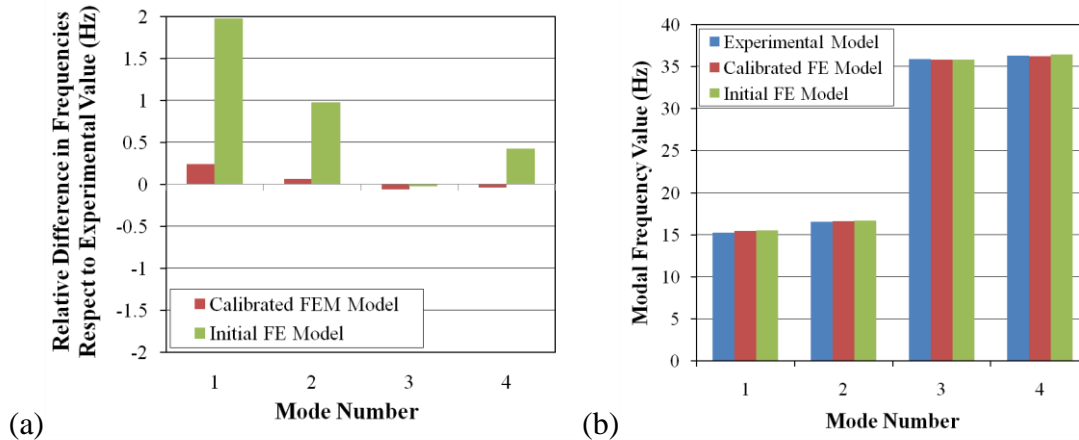 Relative Difference in Frequencies
Respect to Experimental Value (Hz)
2
1.5
1
0.5
0
-0.5
-1
-1.5
-2
Calibrated FEM Model
Initial FE Model
1 2 3 4
Mode Number
(a)
Modal Frequency Value (Hz)
40
35
30
25
20
15
10
5
0
Experimental Model
Calibrated FE Model
Initial FE Model
1 2 3 4
Mode Number
(b)